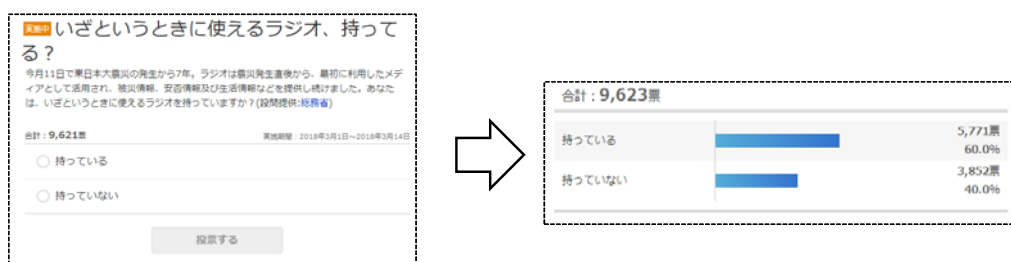 実施中 いざというときに使えるラジオ、持って
る？
今月11日で東日本大震災の発生から7年。ラジオは震災発生直後から、最初に利用したメデ
ィアとして活用され、被災情報、安否情報及び生活情報などを提供し続けました。あなた
は、いざというときに使えるラジオを持っていますか？(設問提供:総務省)
合計：9,621票 実施期間：2018年3月1日～2018年3月14日
持っている
持っていない
投票する
合計：9,623票
持っている 5,771票
60.0%
持っていない 3,852票
40.0%